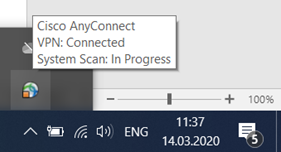 Cisco AnyConnect
VPN: Connected
System Scan: In Progress
100%
ENG
11:37
14.03.2020
5